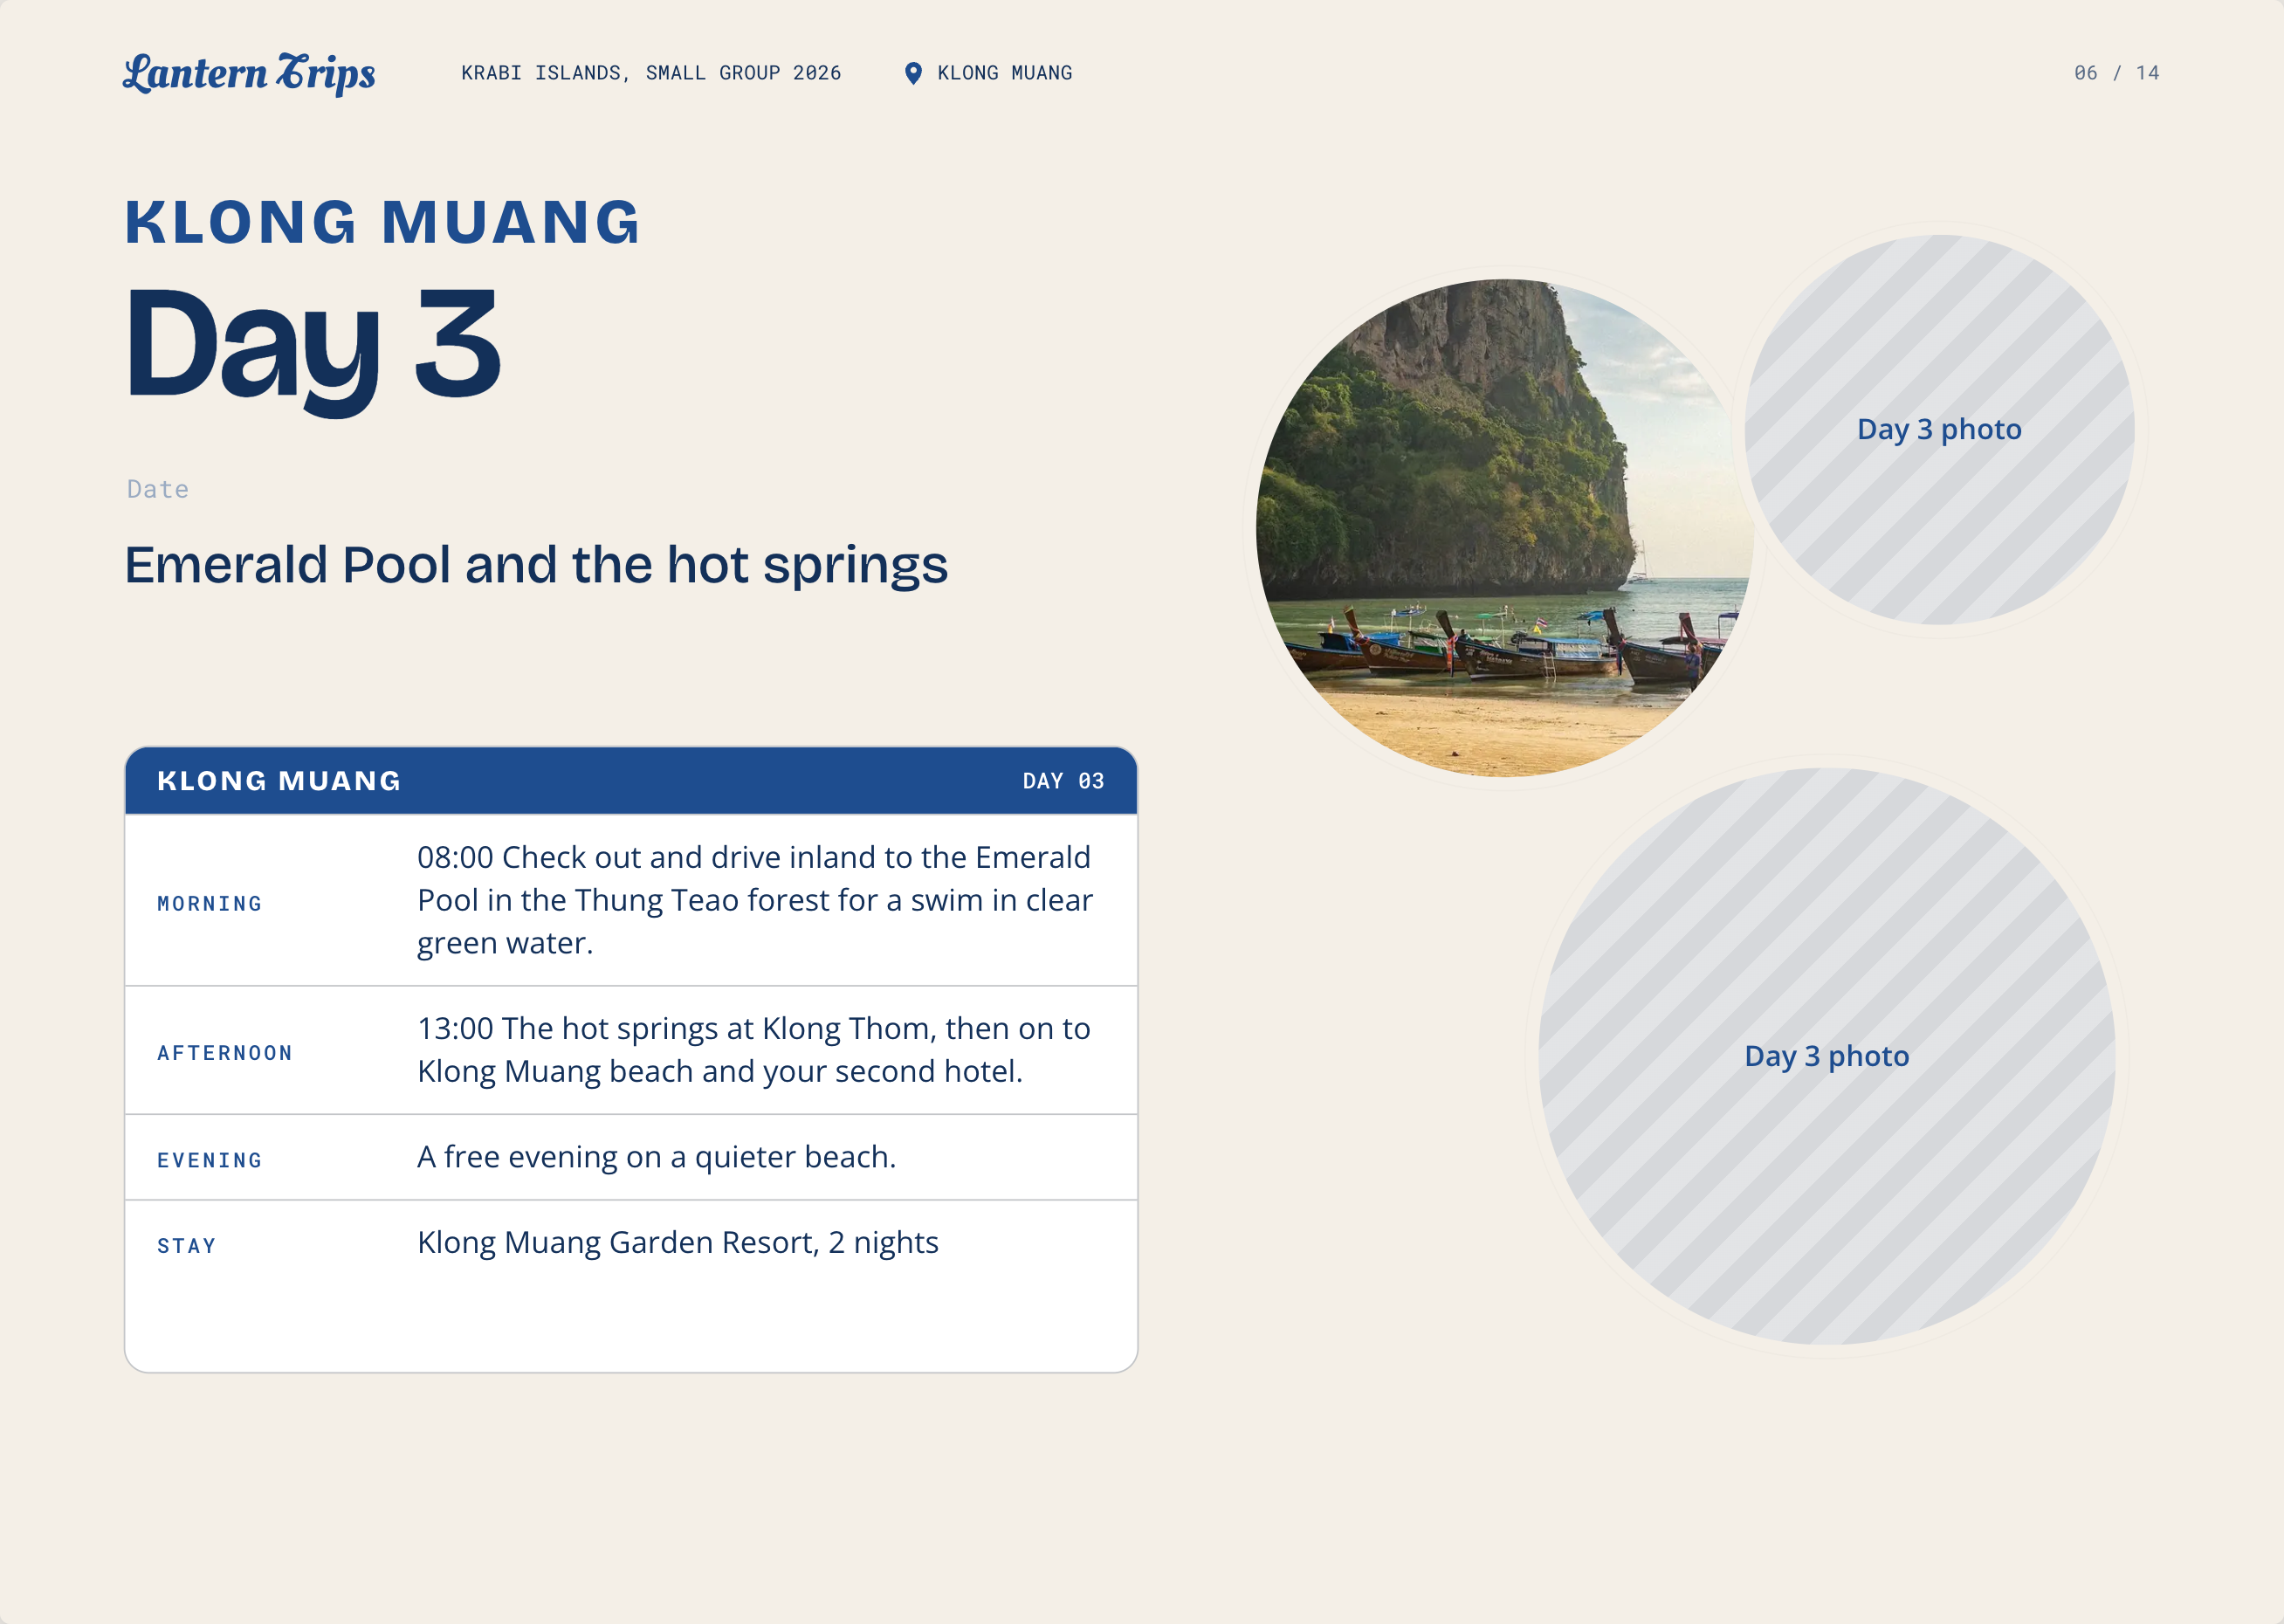 Lantern Trips
KRABI ISLANDS, SMALL GROUP 2026
KLONG MUANG
06 / 14
KLONG MUANG
Day 3
Date
Emerald Pool and the hot springs
KLONG MUANG
DAY 03
MORNING
08:00 Check out and drive inland to the Emerald
Pool in the Thung Teao forest for a swim in clear
green water.
AFTERNOON
13:00 The hot springs at Klong Thom, then on to
Klong Muang beach and your second hotel.
EVENING
A free evening on a quieter beach.
STAY
Klong Muang Garden Resort, 2 nights
Day 3 photo
Day 3 photo